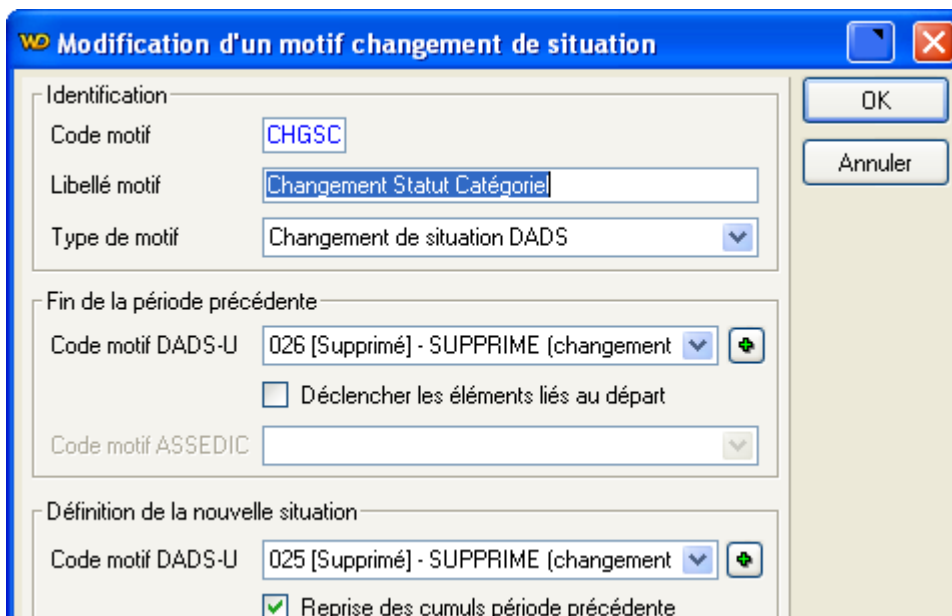 WD Modification d'un motif changement de situation
Identification
OK
Code motif CHGSC
Annuler
Libellé motif Changement Statut Catégoriel
Type de motif Changement de situation DADS
Fin de la période précédente
Code motif DADS-U 026 [Supprimé] - SUPPRIME (changement
Déclencher les éléments liés au départ
Code motif ASSEDIC
Définition de la nouvelle situation
Code motif DADS-U 025 [Supprimé] - SUPPRIME (changement
Reprise des cumuls période précédente